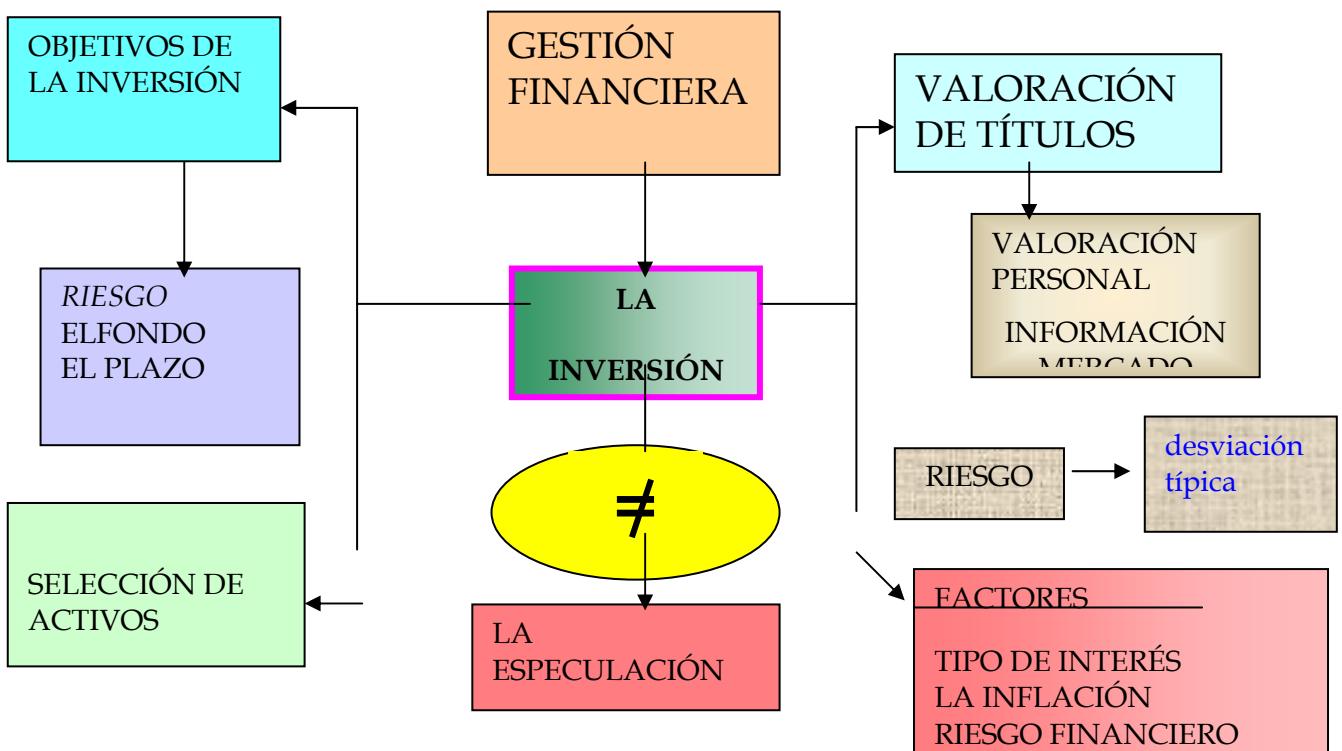 OBJETIVOS DE
LA INVERSIÓN
GESTIÓN
FINANCIERA
VALORACIÓN
DE TÍTULOS
VALORACIÓN
PERSONAL
INFORMACIÓN
MERCADO
RIESGO
ELFONDO
EL PLAZO
LA
INVERSIÓN
RIESGO
desviación
típica
≠
SELECCIÓN DE
ACTIVOS
LA
ESPECULACIÓN
FACTORES
TIPO DE INTERÉS
LA INFLACIÓN
RIESGO FINANCIERO